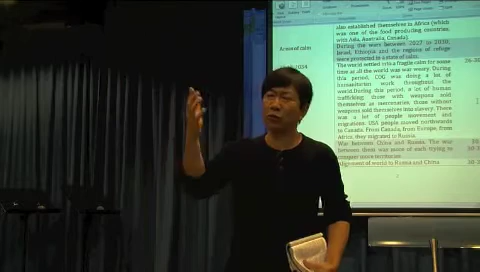 also established themselves in Africa (which
was one of the food producing countries,
with Asia, Australia, Canada).
Areas of calm
During the wars between 2027 to 2030,
Israel, Ethiopia and the regions of refuge
were protected in a state of calm.
2034
The world settled into a fragile calm for some
time as all the world was war weary. During
this period, COG was doing a lot of
humanitarian work throughout the
world. During this period, a lot of human
trafficking: those with weapons sold
themselves as mercenaries; those without
weapons sold themselves into slavery. There
was a lot of people movement and
migrations. USA people moved northwards
to Canada. From Canada, from Europe, from
Africa, they migrated to Russia.
War between China and Russia. The war
between them was more of each trying to
conquer more territories.
Alignment of world to Russia and China